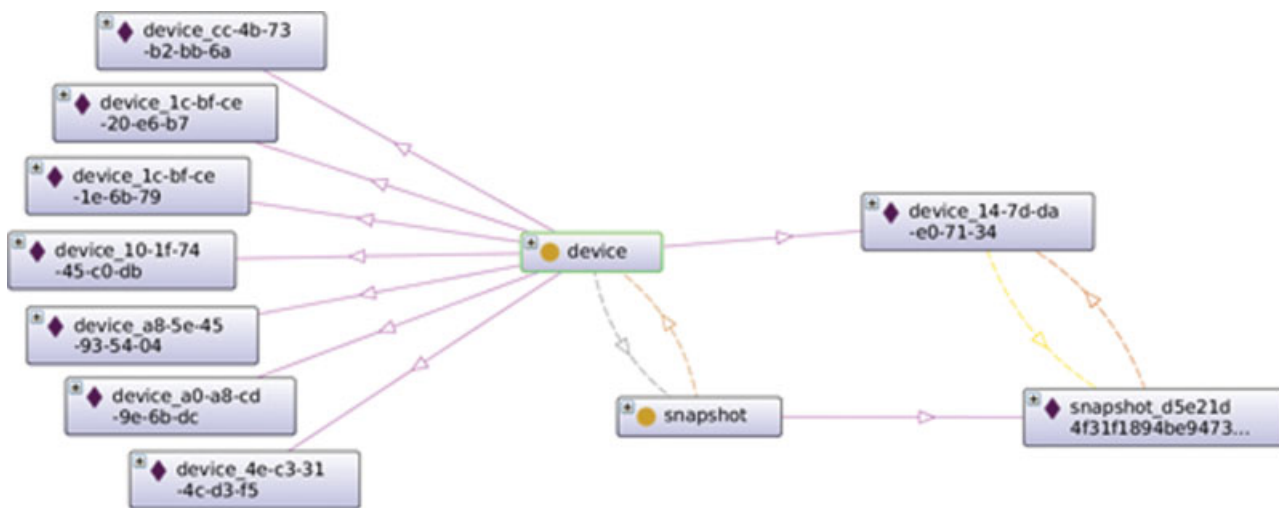 device_cc-4b-73
-b2-bb-6a
device_1c-bf-ce
-20-e6-b7
device_1c-bf-ce
-1e-6b-79
device_10-1f-74
-45-c0-db
device_a8-5e-45
-93-54-04
device_a0-a8-cd
-9e-6b-dc
device_4e-c3-31
-4c-d3-f5
device
snapshot
device_14-7d-da
-e0-71-34
snapshot_d5e21d
4f31f1894be9473...